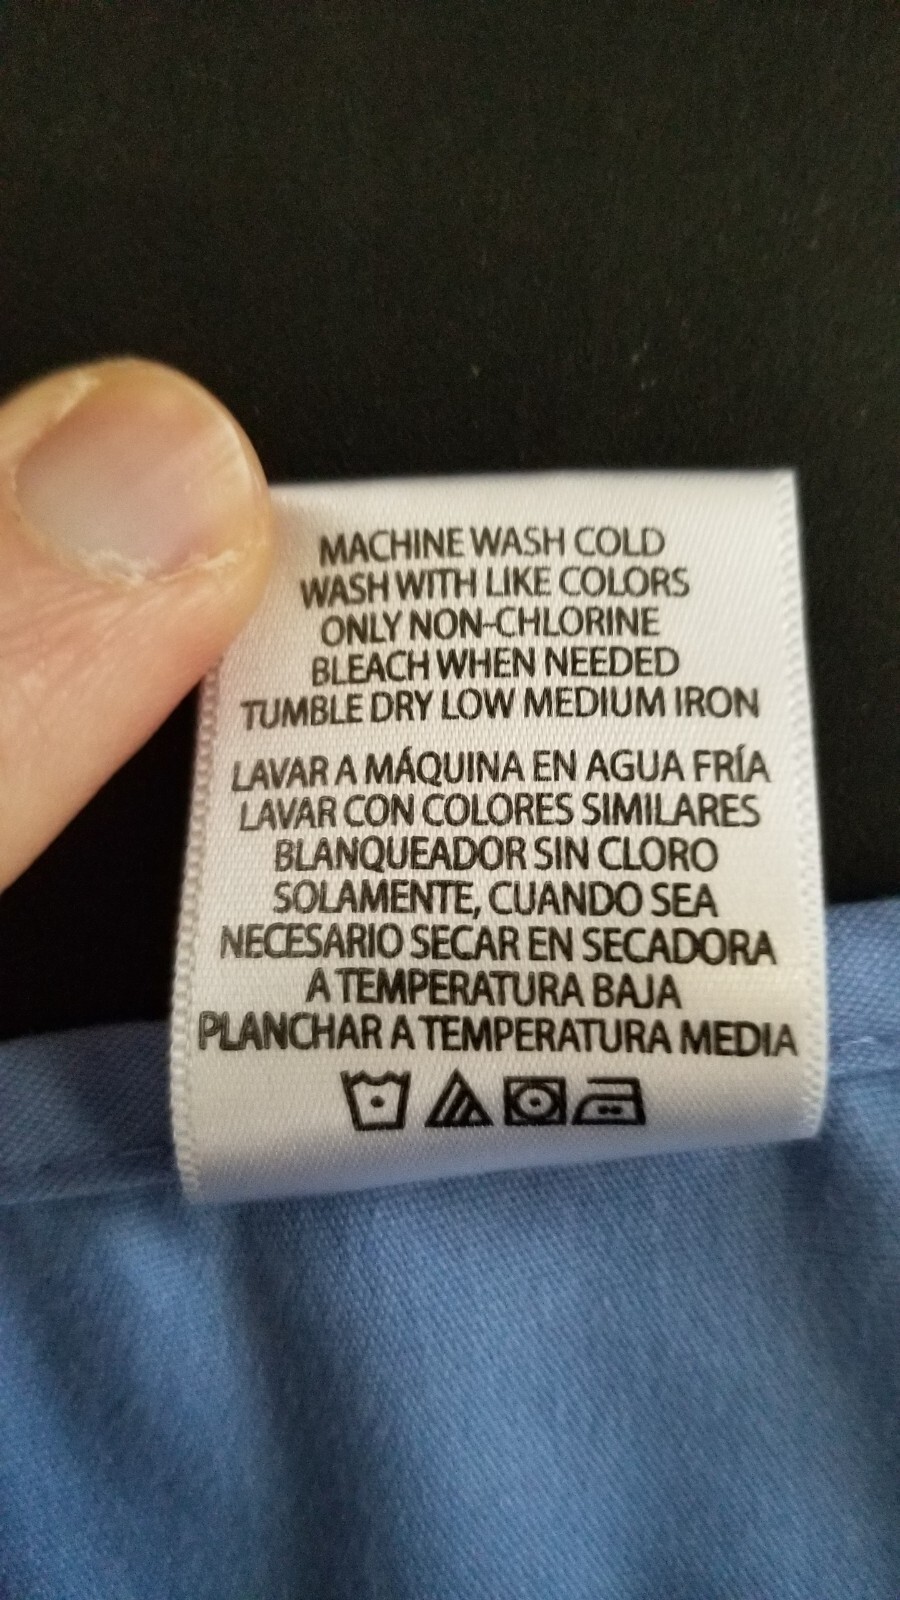 MACHINE WASH COLD
WASH WITH LIKE COLORS
ONLY NON-CHLORINE
BLEACH WHEN NEEDED
TUMBLE DRY LOW MEDIUM IRON
LAVAR A MÁQUINA EN AGUA FRÍA
LAVAR CON COLORES SIMILARES
BLANQUEADOR SIN CLORO
SOLAMENTE, CUANDO SEA
NECESARIO SECAR EN SECADORA
A TEMPERATURA BAJA
PLANCHAR A TEMPERATURA MEDIA